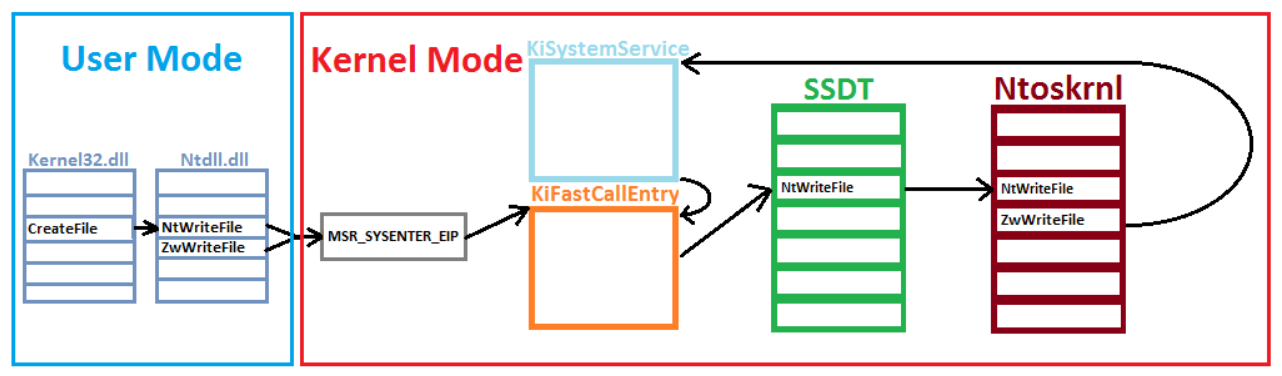 User Mode
Kernel Mode
KiSystemService
SSDT
Ntoskrnl
Kernel32.dll
Ntdll.dll
KiFastCallEntry
NtWriteFile
NtWriteFile
CreateFile
NtWriteFile
ZwWriteFile
MSR_SYSENTER_EIP
ZwWriteFile